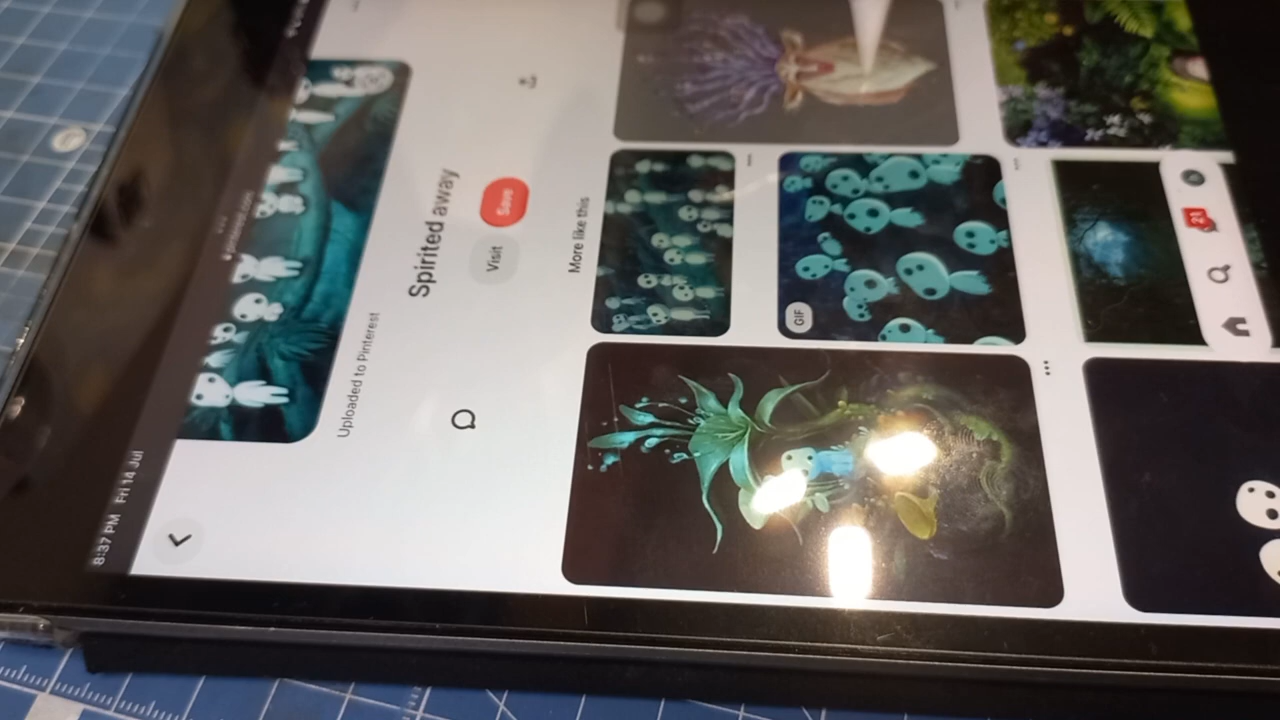 8:37 PM Fri 14 Jul
Uploaded to Pinterest
Spirited away
Visit
Save
More like this
GIF
21